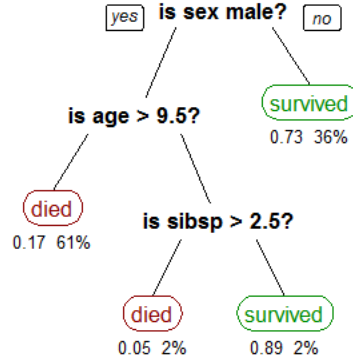 yes is sex male? no
is age > 9.5?
survived
0.73 36%
died
0.17 61%
is sibsp > 2.5?
died survived
0.05 2% 0.89 2%